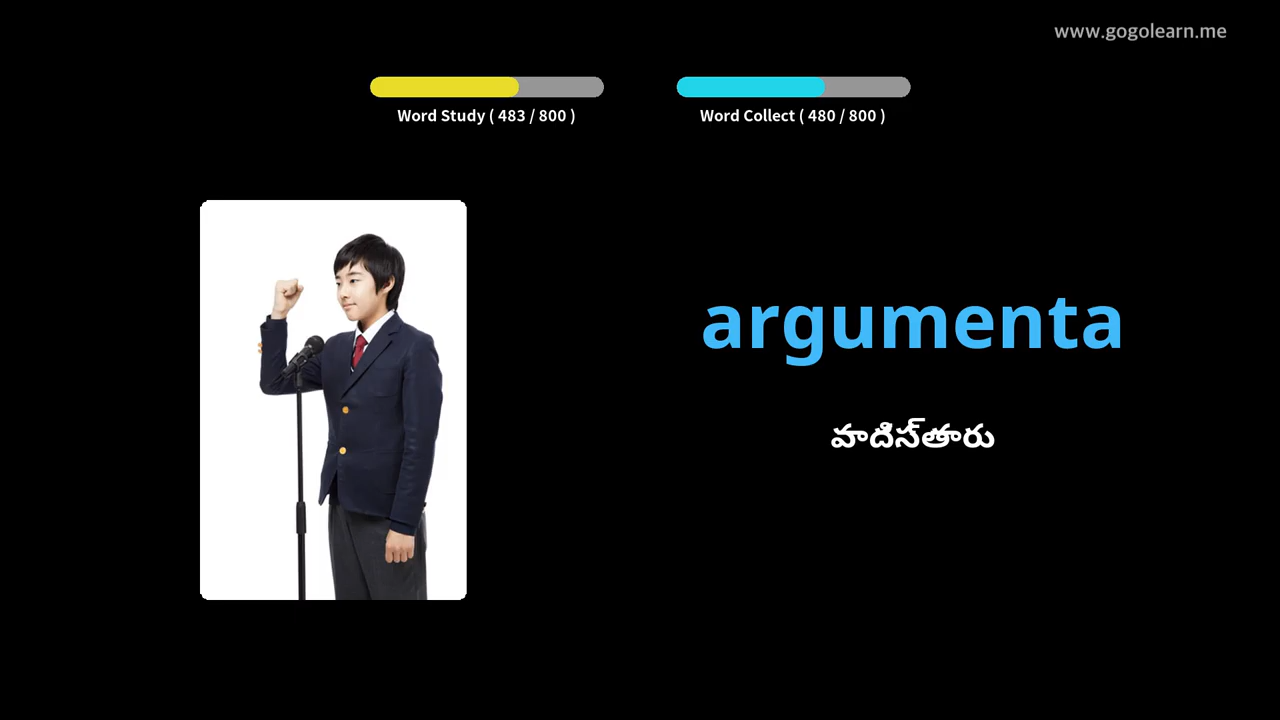 www.gogolearn.me
Word Study ( 483 / 800 )
Word Collect ( 480 / 800 )
argumenta
వాదిస్‌తారు